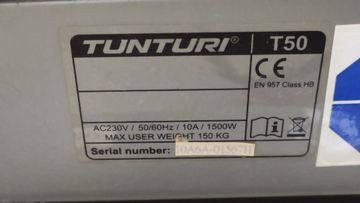 TUNTURI® T50
CE
EN 957 Class HB
AC230V / 50/60Hz / 10A / 1500W
MAX USER WEIGHT 150 KG
Serial number: